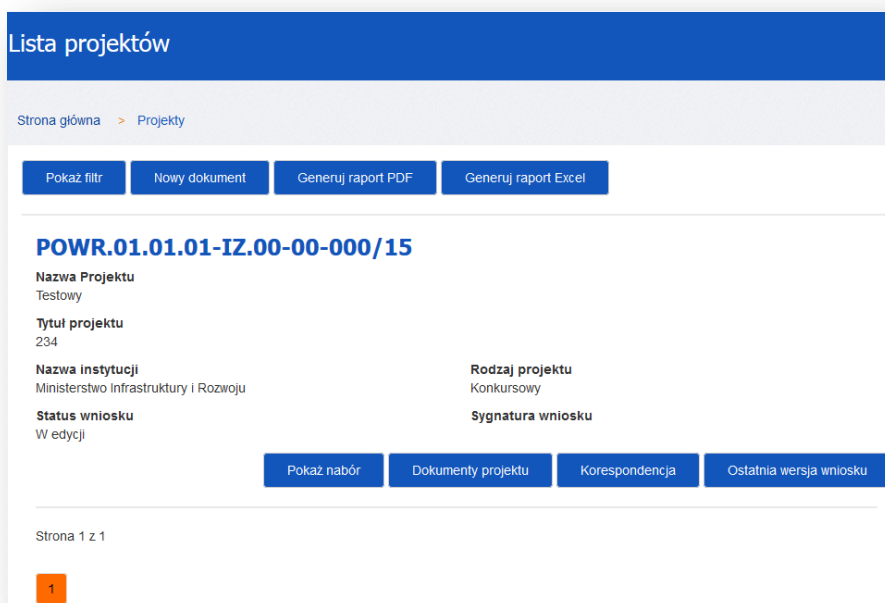 Lista projektów
Strona główna > Projekty
Pokaż filtr Nowy dokument Generuj raport PDF Generuj raport Excel
POWR.01.01.01-IZ.00-00-000/15
Nazwa Projektu
Testowy
Tytuł projektu
234
Nazwa instytucji Rodzaj projektu
Ministerstwo Infrastruktury i Rozwoju Konkursowy
Status wniosku Sygnatura wniosku
W edycji
Pokaż nabór Dokumenty projektu Korespondencja Ostatnia wersja wniosku
Strona 1 z 1
1